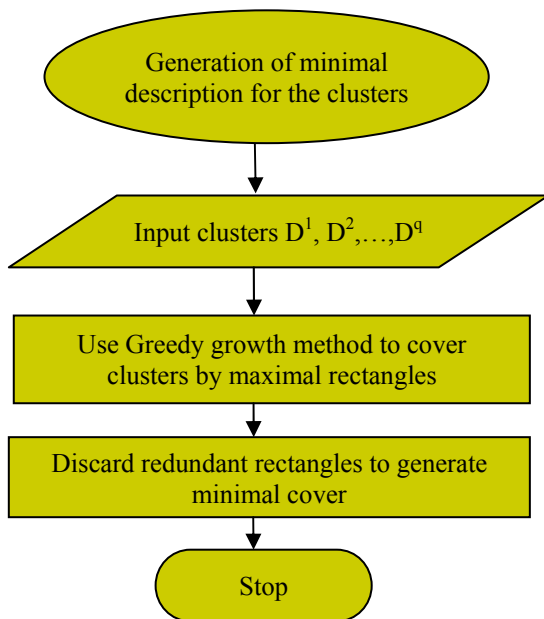 Generation of minimal
description for the clusters
Input clusters D¹, D²,…,D^q
Use Greedy growth method to cover
clusters by maximal rectangles
Discard redundant rectangles to generate
minimal cover
Stop